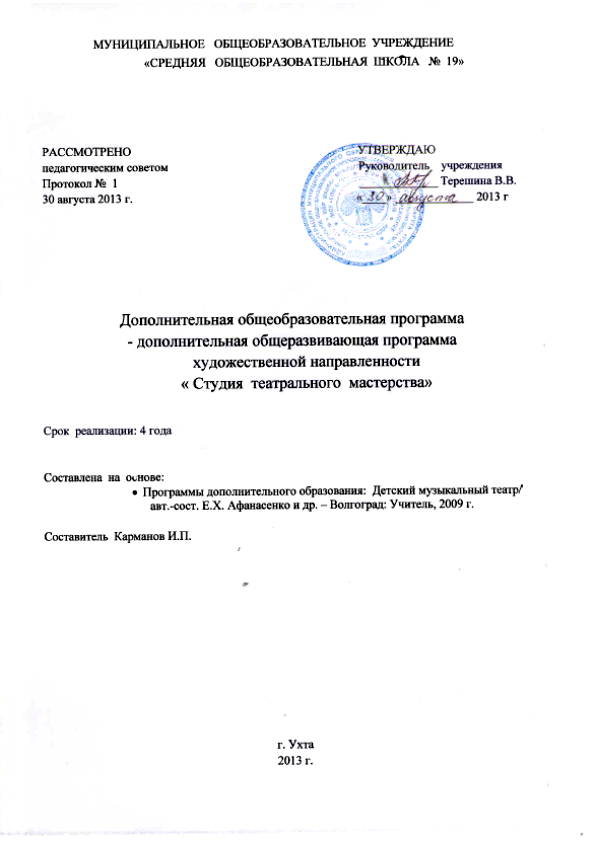 МУНИЦИПАЛЬНОЕ ОБЩЕОБРАЗОВАТЕЛЬНОЕ УЧРЕЖДЕНИЕ
«СРЕДНЯЯ ОБЩЕОБРАЗОВАТЕЛЬНАЯ ШКОЛА № 19»
РАССМОТРЕНО
педагогическим советом
Протокол № 1
30 августа 2013 г.
УТВЕРЖДАЮ
Руководитель учреждения
Терешина В.В.
« 30 » августа 2013 г
Дополнительная общеобразовательная программа
- дополнительная общеразвивающая программа
художественной направленности
« Студия театрального мастерства»
Срок реализации: 4 года
Составлена на основе:
• Программы дополнительного образования: Детский музыкальный театр/
авт.-сост. Е.Х. Афанасенко и др. – Волгоград: Учитель, 2009 г.
Составитель Карманов И.П.
г. Ухта
2013 г.